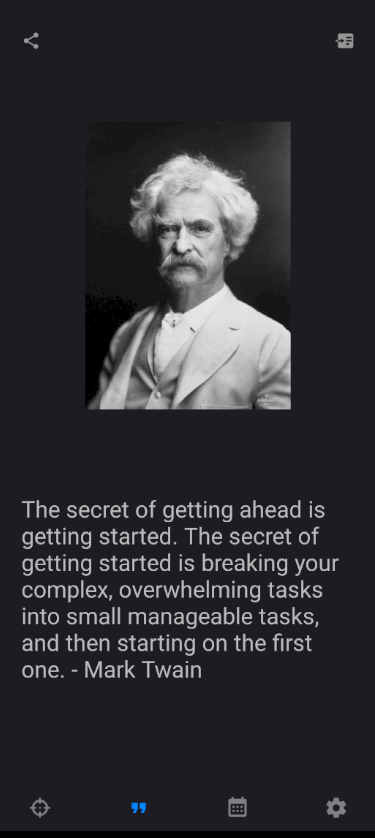 The secret of getting ahead is
getting started. The secret of
getting started is breaking your
complex, overwhelming tasks
into small manageable tasks,
and then starting on the first
one. - Mark Twain